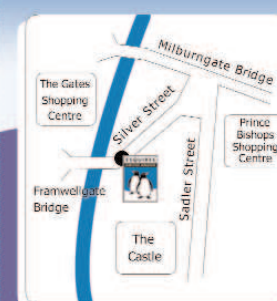 Milburngate Bridge
The Gates
Shopping
Centre
Silver Street
Prince
Bishops
Shopping
Centre
Sadler Street
Framwellgate
Bridge
The
Castle